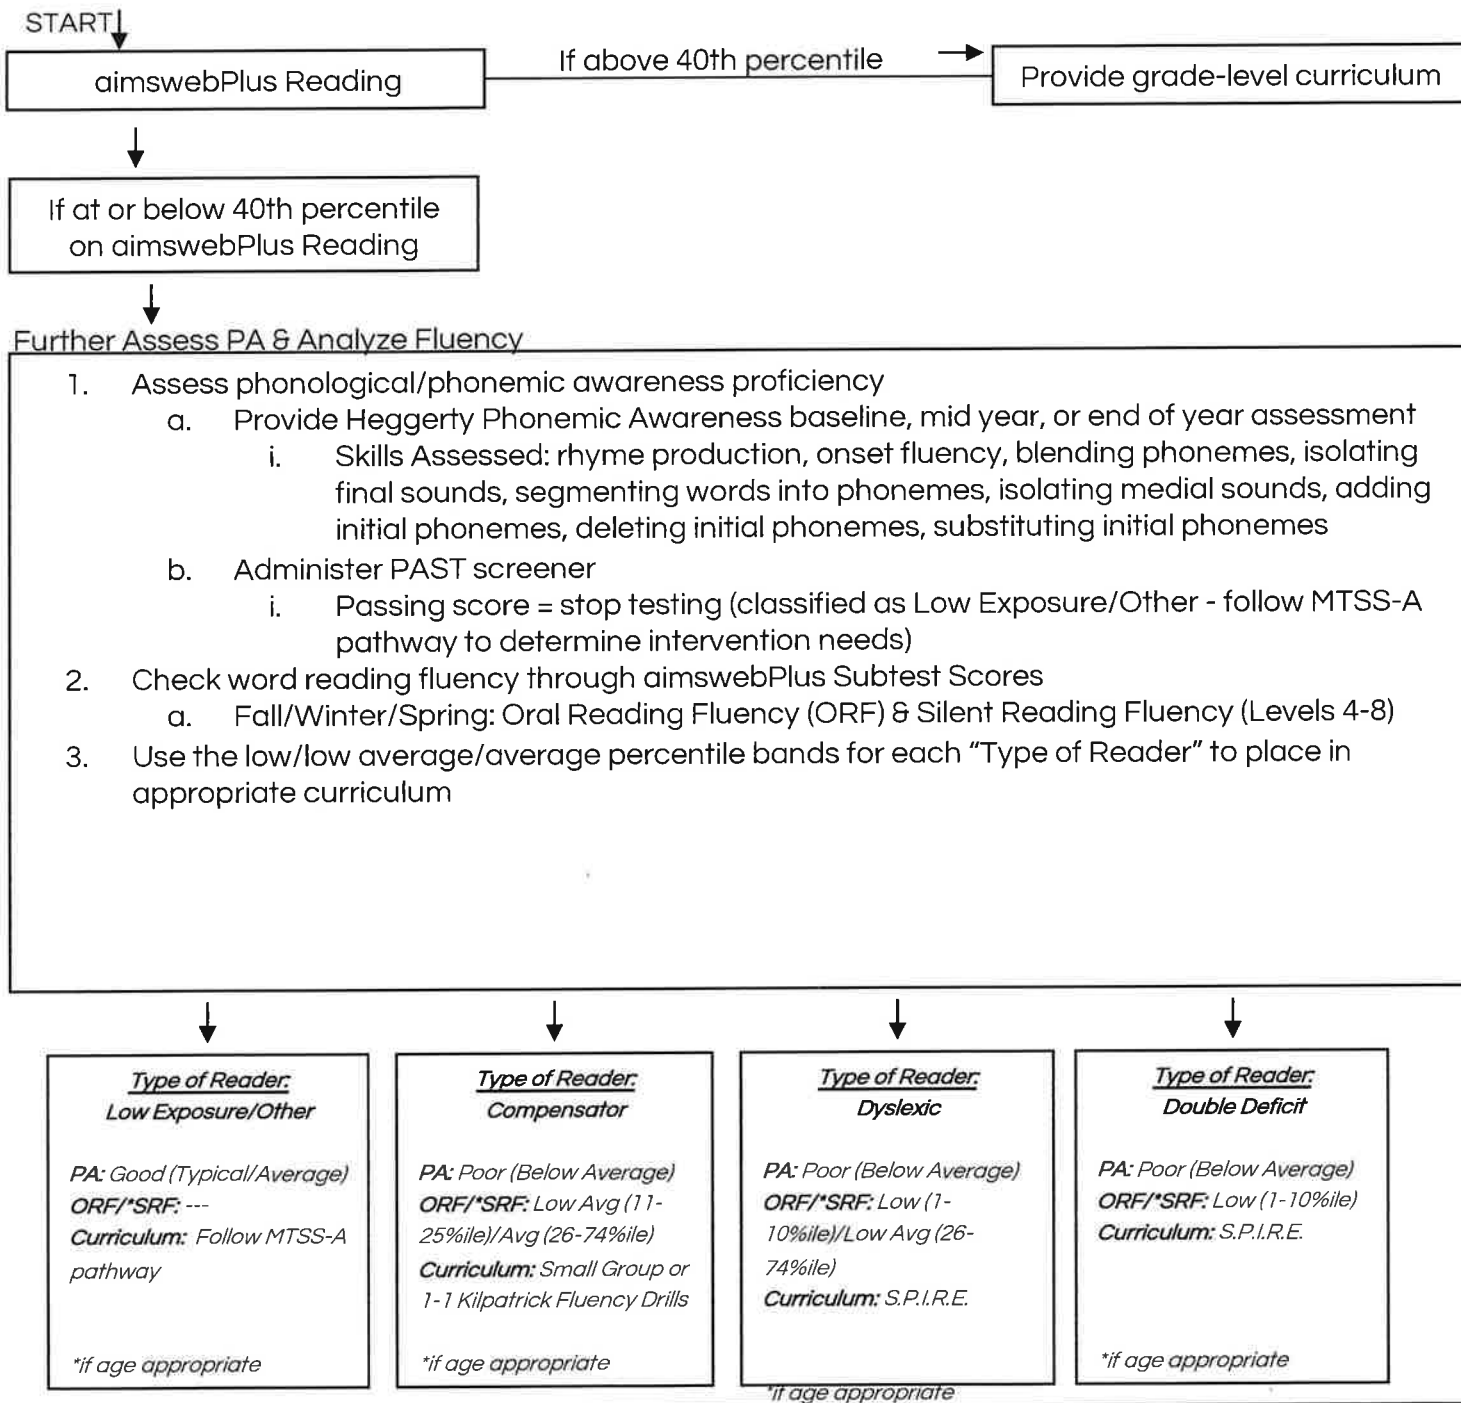 START
aimswebPlus Reading
If above 40th percentile
Provide grade-level curriculum
If at or below 40th percentile
on aimswebPlus Reading
Further Assess PA & Analyze Fluency
1. Assess phonological/phonemic awareness proficiency
a. Provide Heggerty Phonemic Awareness baseline, mid year, or end of year assessment
i. Skills Assessed: rhyme production, onset fluency, blending phonemes, isolating
final sounds, segmenting words into phonemes, isolating medial sounds, adding
initial phonemes, deleting initial phonemes, substituting initial phonemes
b. Administer PAST screener
i. Passing score = stop testing (classified as Low Exposure/Other - follow MTSS-A
pathway to determine intervention needs)
2. Check word reading fluency through aimswebPlus Subtest Scores
a. Fall/Winter/Spring: Oral Reading Fluency (ORF) & Silent Reading Fluency (Levels 4-8)
3. Use the low/low average/average percentile bands for each "Type of Reader" to place in
appropriate curriculum
Type of Reader:
Low Exposure/Other
PA: Good (Typical/Average)
ORF/*SRF: ---
Curriculum: Follow MTSS-A
pathway
*if age appropriate
Type of Reader:
Compensator
PA: Poor (Below Average)
ORF/*SRF: Low Avg (11-
25%ile)/Avg (26-74%ile)
Curriculum: Small Group or
1-1 Kilpatrick Fluency Drills
*if age appropriate
Type of Reader:
Dyslexic
PA: Poor (Below Average)
ORF/*SRF: Low (1-
10%ile)/Low Avg (26-
74%ile)
Curriculum: S.P.I.R.E.
*if age appropriate
Type of Reader:
Double Deficit
PA: Poor (Below Average)
ORF/*SRF: Low (1-10%ile)
Curriculum: S.P.I.R.E.
*if age appropriate